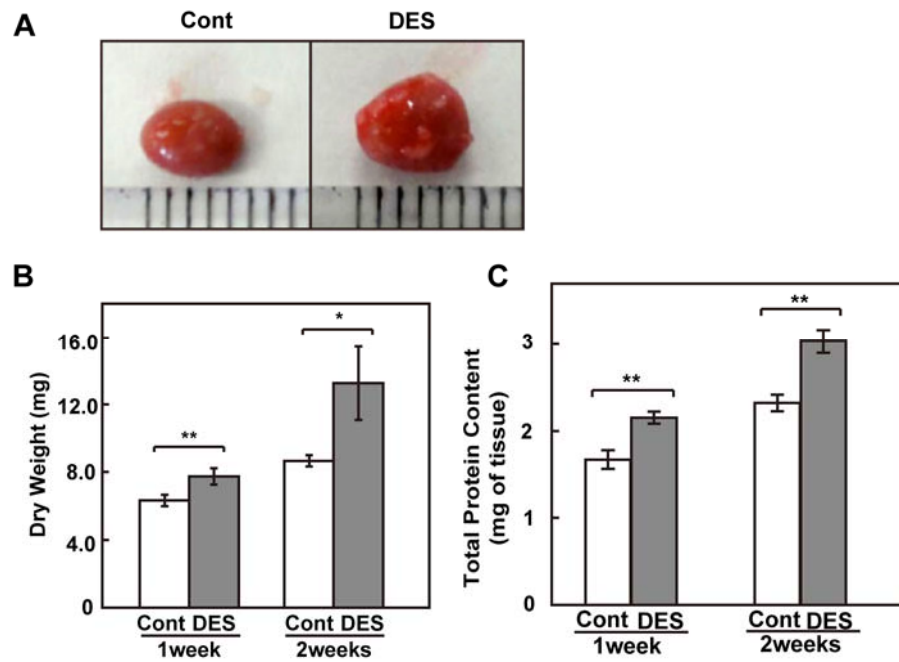 A
Cont DES
B
Dry Weight (mg)
16.0
12.0
8.0
4.0
0
**
*
Cont DES Cont DES
1week 2weeks
C
Total Protein Content
(mg of tissue)
3
2
1
0
**
**
Cont DES Cont DES
1week 2weeks